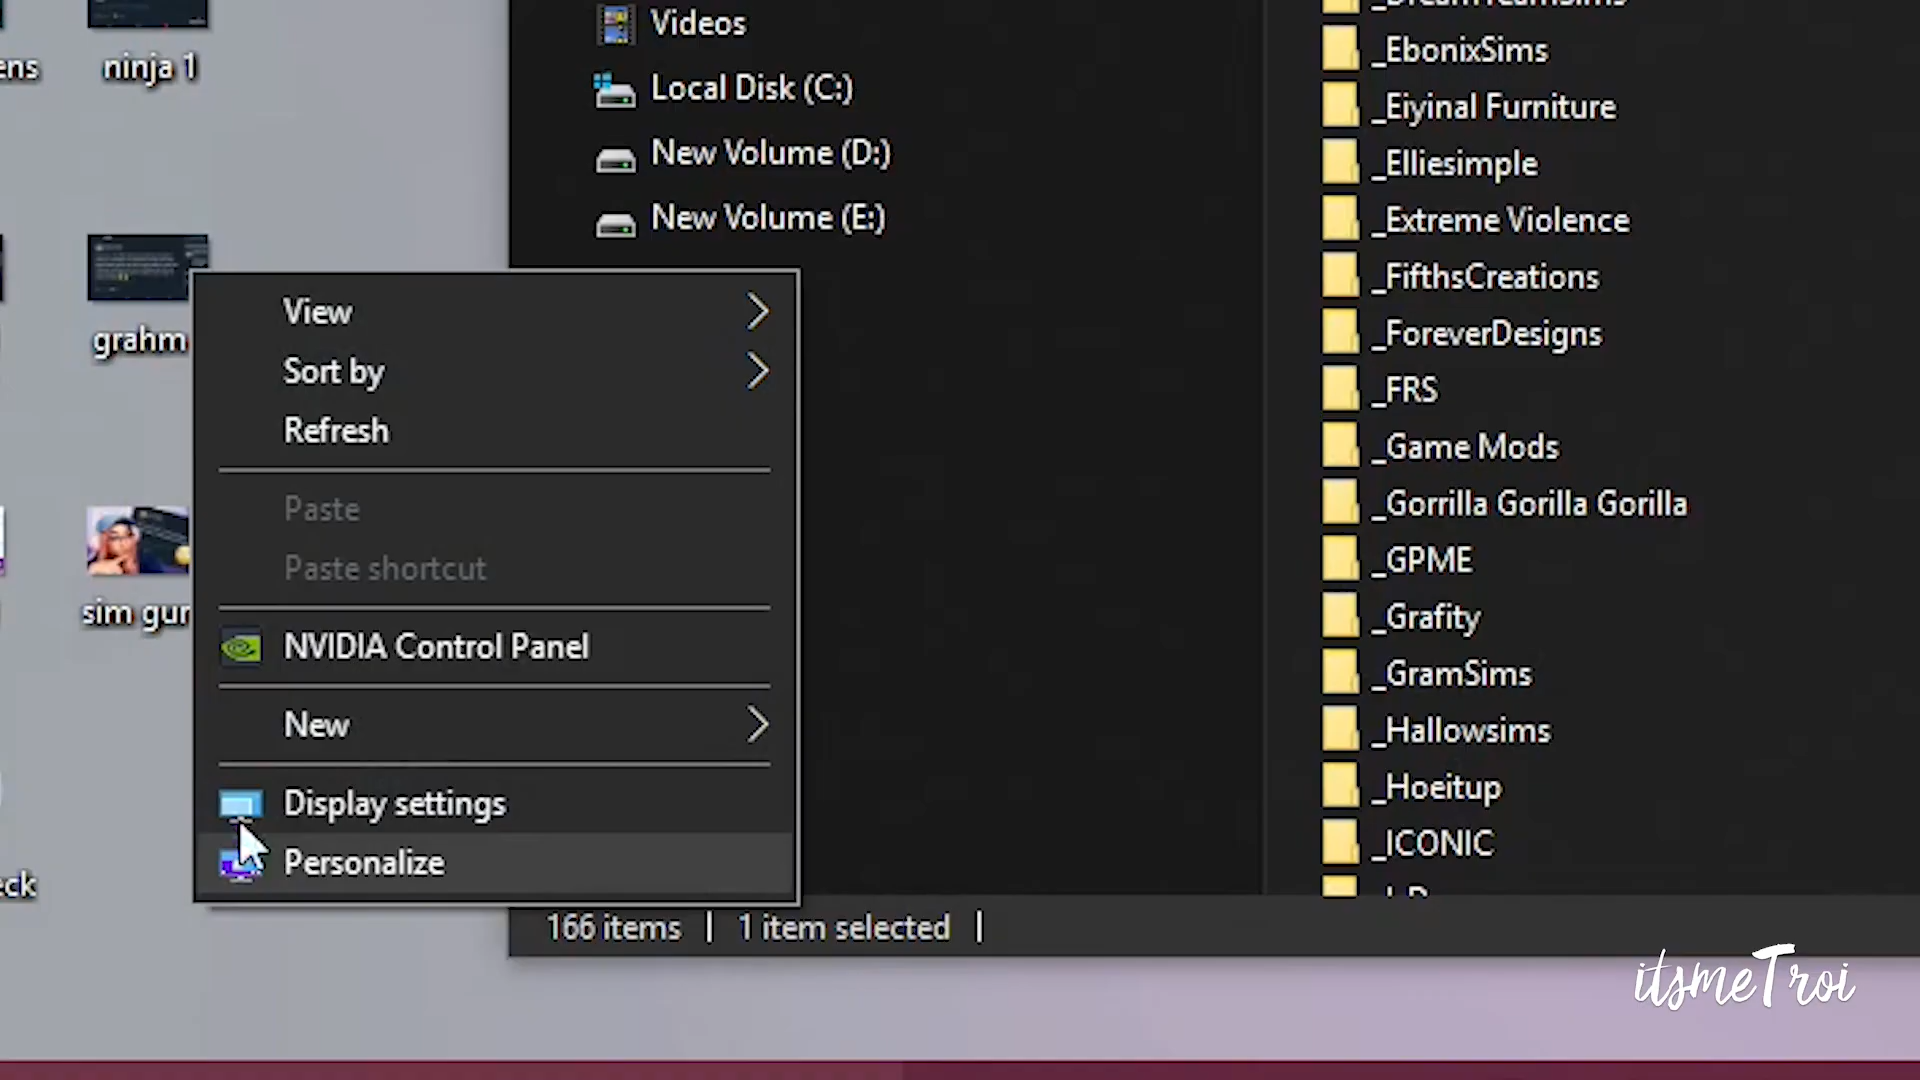 ens
ninja 1
grahm
sim gur
eck
View
Sort by
Refresh
Paste
Paste shortcut
NVIDIA Control Panel
New
Display settings
Personalize
Videos
Local Disk (C:)
New Volume (D:)
New Volume (E:)
_DreamTeamSims
_EbonixSims
_Eiyinal Furniture
_Elliesimple
_Extreme Violence
_FifthsCreations
_ForeverDesigns
_FRS
_Game Mods
_Gorrilla Gorilla Gorilla
_GPME
_Grafity
_GramSims
_Hallowsims
_Hoeitup
_ICONIC
166 items | 1 item selected |
itsmeTroi